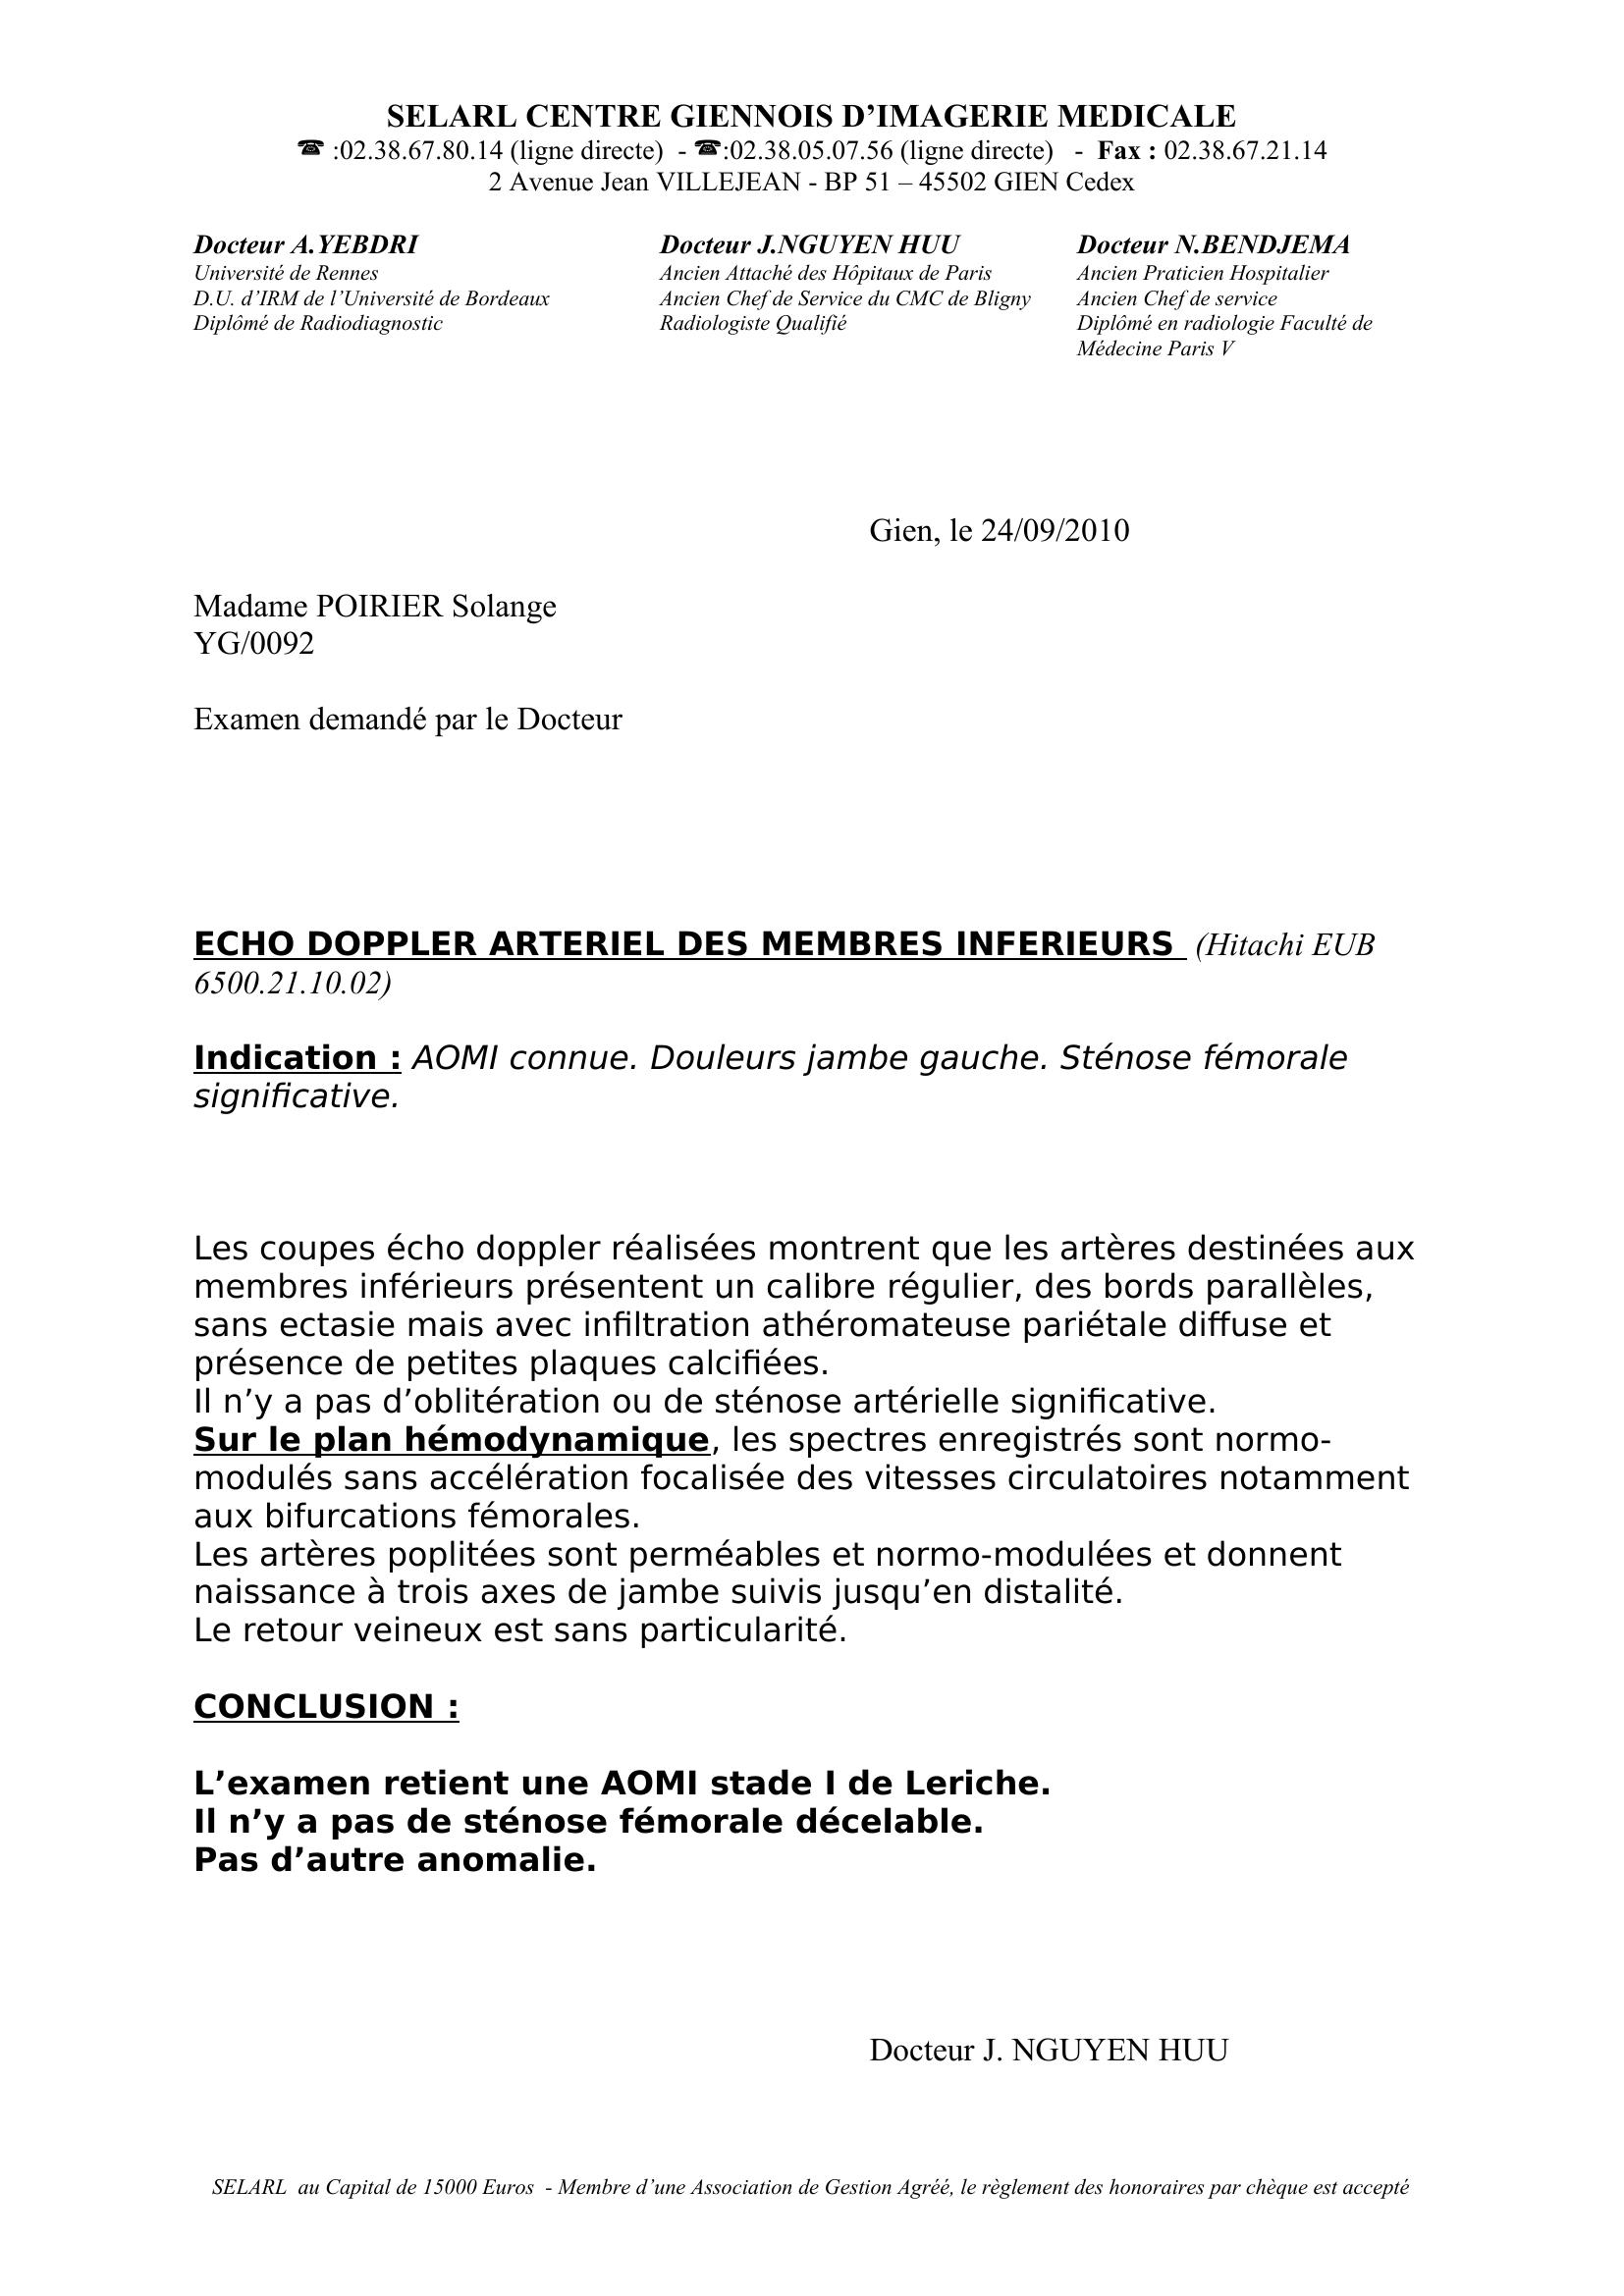 SELARL CENTRE GIENNOIS D’IMAGERIE MEDICALE
☎ :02.38.67.80.14 (ligne directe) - ☎:02.38.05.07.56 (ligne directe) - Fax : 02.38.67.21.14
2 Avenue Jean VILLEJEAN - BP 51 – 45502 GIEN Cedex
Docteur A.YEBDRI
Université de Rennes
D.U. d’IRM de l’Université de Bordeaux
Diplômé de Radiodiagnostic
Docteur J.NGUYEN HUU
Ancien Attaché des Hôpitaux de Paris
Ancien Chef de Service du CMC de Bligny
Radiologiste Qualifié
Docteur N.BENDJEMA
Ancien Praticien Hospitalier
Ancien Chef de service
Diplômé en radiologie Faculté de
Médecine Paris V
Gien, le 24/09/2010
Madame POIRIER Solange
YG/0092
Examen demandé par le Docteur
ECHO DOPPLER ARTERIEL DES MEMBRES INFERIEURS (Hitachi EUB
6500.21.10.02)
Indication : AOMI connue. Douleurs jambe gauche. Sténose fémorale
significative.
Les coupes écho doppler réalisées montrent que les artères destinées aux
membres inférieurs présentent un calibre régulier, des bords parallèles,
sans ectasie mais avec infiltration athéromateuse pariétale diffuse et
présence de petites plaques calcifiées.
Il n’y a pas d’oblitération ou de sténose artérielle significative.
Sur le plan hémodynamique, les spectres enregistrés sont normo-
modulés sans accélération focalisée des vitesses circulatoires notamment
aux bifurcations fémorales.
Les artères poplitées sont perméables et normo-modulées et donnent
naissance à trois axes de jambe suivis jusqu’en distalité.
Le retour veineux est sans particularité.
CONCLUSION :
L’examen retient une AOMI stade I de Leriche.
Il n’y a pas de sténose fémorale décelable.
Pas d’autre anomalie.
Docteur J. NGUYEN HUU
SELARL au Capital de 15000 Euros - Membre d’une Association de Gestion Agréé, le règlement des honoraires par chèque est accepté